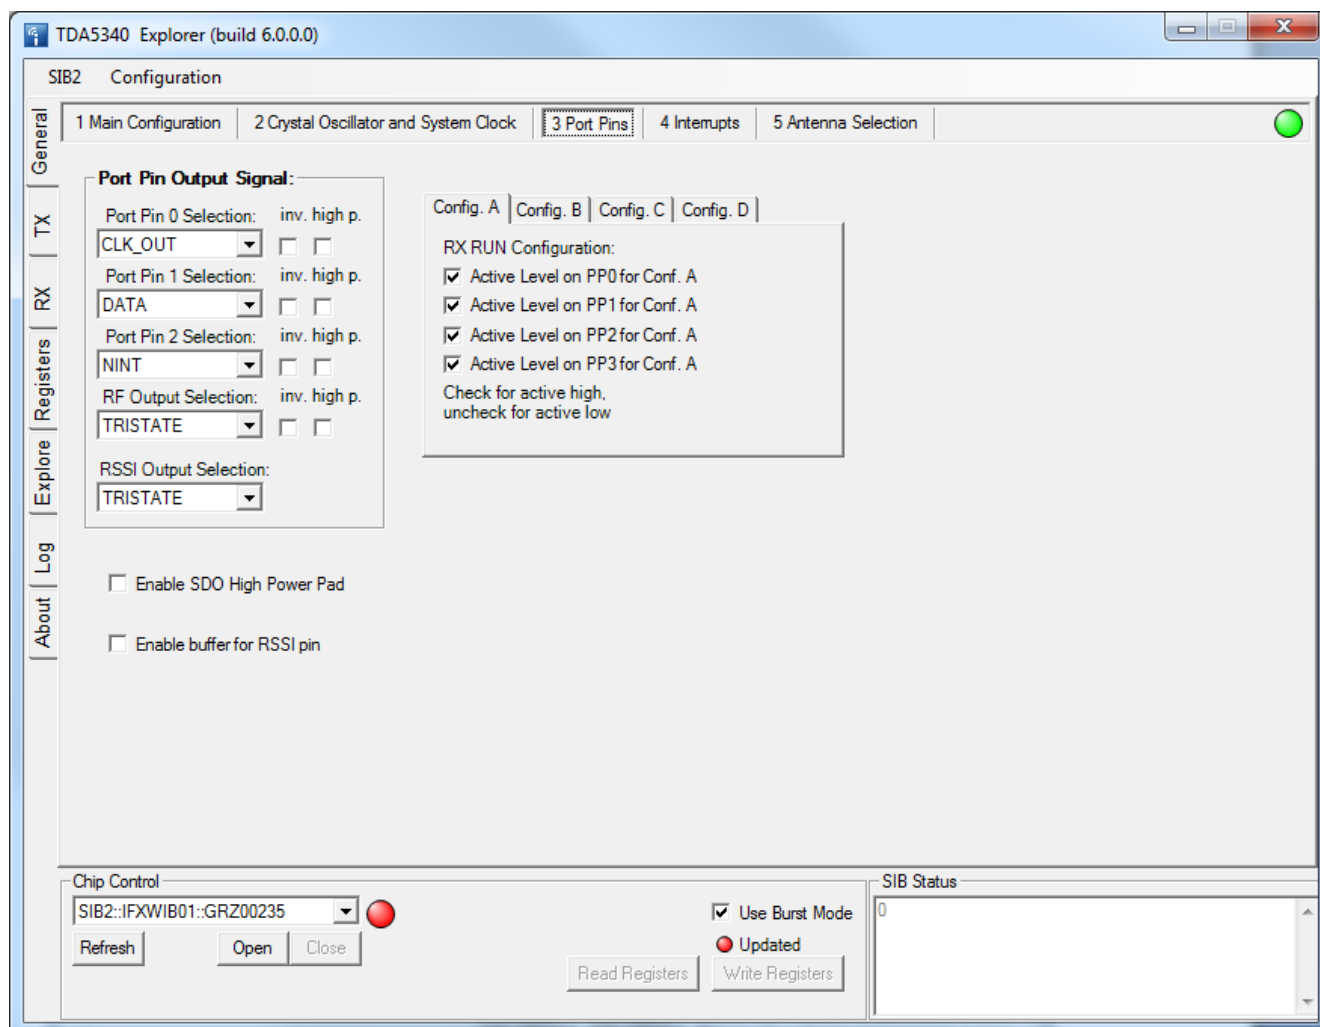 TDA5340 Explorer (build 6.0.0.0)
SIB2 Configuration
General
TX
RX
Registers
Explore
Log
About
1 Main Configuration
2 Crystal Oscillator and System Clock
3 Port Pins
4 Interrupts
5 Antenna Selection
Port Pin Output Signal:
Port Pin 0 Selection: inv. high p.
CLK_OUT
Port Pin 1 Selection: inv. high p.
DATA
Port Pin 2 Selection: inv. high p.
NINT
RF Output Selection: inv. high p.
TRISTATE
RSSI Output Selection:
TRISTATE
Enable SDO High Power Pad
Enable buffer for RSSI pin
Config. A Config. B Config. C Config. D
RX RUN Configuration:
Active Level on PP0 for Conf. A
Active Level on PP1 for Conf. A
Active Level on PP2 for Conf. A
Active Level on PP3 for Conf. A
Check for active high,
uncheck for active low
Chip Control
SIB2::IFXWIB01::GRZ00235
Refresh Open Close
Use Burst Mode
Updated
Read Registers Write Registers
SIB Status
0